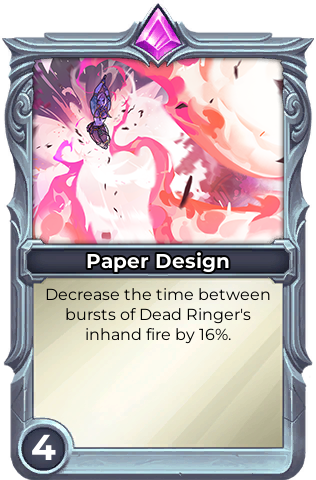 Paper Design
Decrease the time between
bursts of Dead Ringer's
inhand fire by 16%.
4